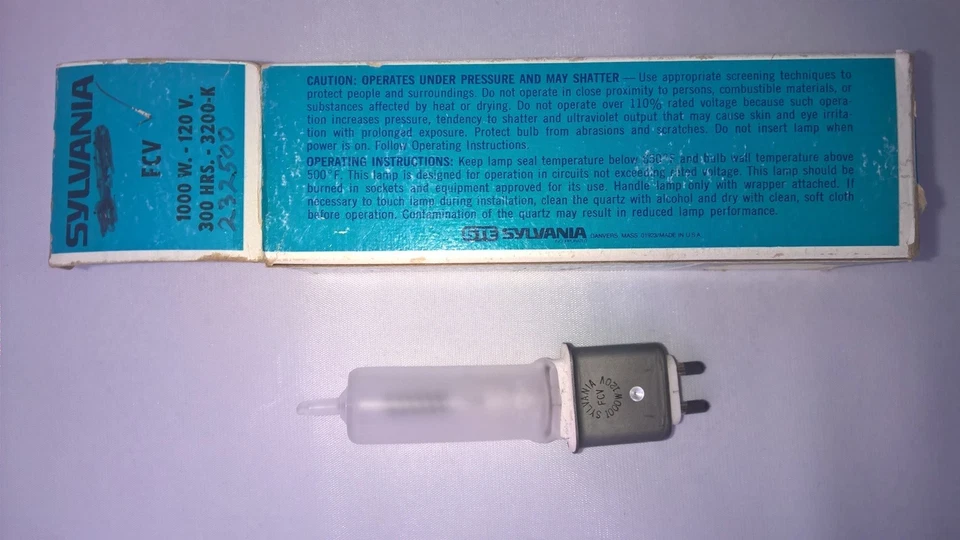 SYLVANIA
FCV
1000 W. - 120 V.
300 HRS. - 3200-K
232500
CAUTION: OPERATES UNDER PRESSURE AND MAY SHATTER — Use appropriate screening techniques to
protect people and surroundings. Do not operate in close proximity to persons, combustible materials, or
substances affected by heat or drying. Do not operate over 110% rated voltage because such opera-
tion increases pressure, tendency to shatter and ultraviolet output that may cause skin and eye irrita-
tion with prolonged exposure. Protect bulb from abrasions and scratches. Do not insert lamp when
power is on. Follow Operating Instructions.
OPERATING INSTRUCTIONS: Keep lamp seal temperature below 650°F and bulb wall temperature above
500°F. This lamp is designed for operation in circuits not exceeding rated voltage. This lamp should be
burned in sockets and equipment approved for its use. Handle lamp only with wrapper attached. If
necessary to touch lamp during installation, clean the quartz with alcohol and dry with clean, soft cloth
before operation. Contamination of the quartz may result in reduced lamp performance.
GTE SYLVANIA DANVERS, MASS. 01923/MADE IN U.S.A.
SYLVANIA
FCV
1000W 120V